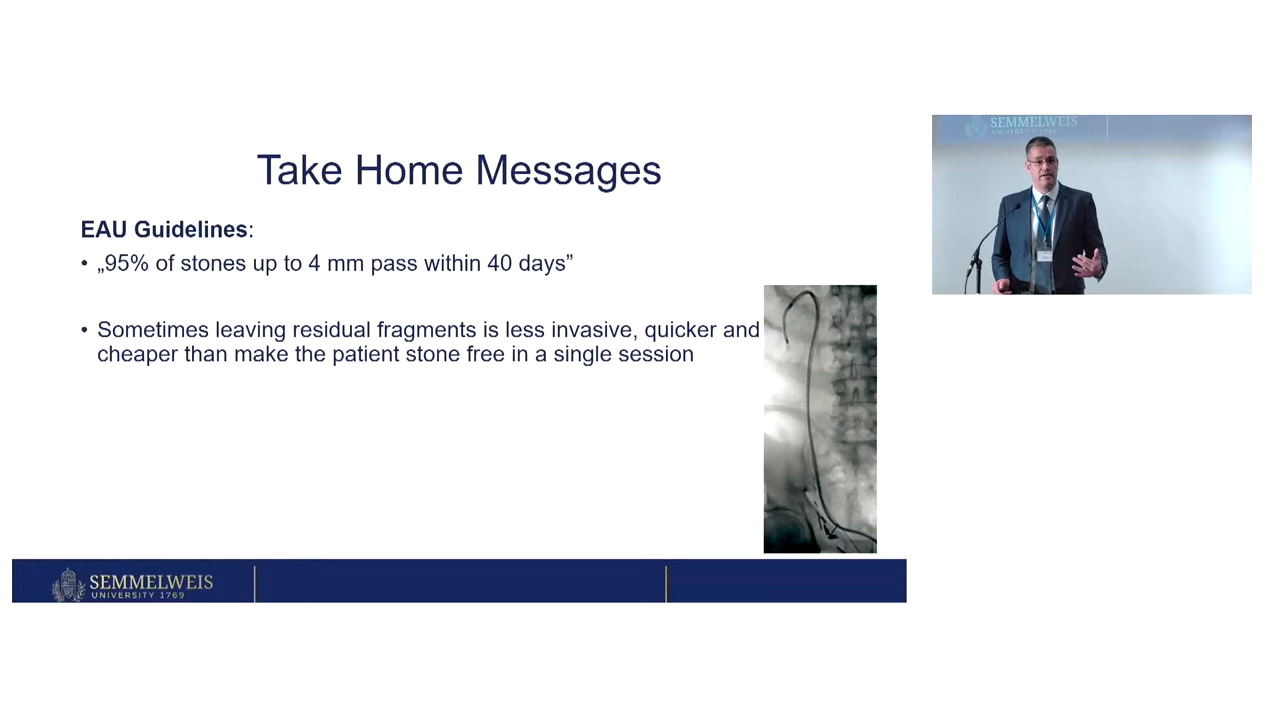 Take Home Messages
EAU Guidelines:
• „95% of stones up to 4 mm pass within 40 days”
• Sometimes leaving residual fragments is less invasive, quicker and
cheaper than make the patient stone free in a single session
SEMMELWEIS
UNIVERSITY 1769
SEMMELWEIS
UNIVERSITY 1769